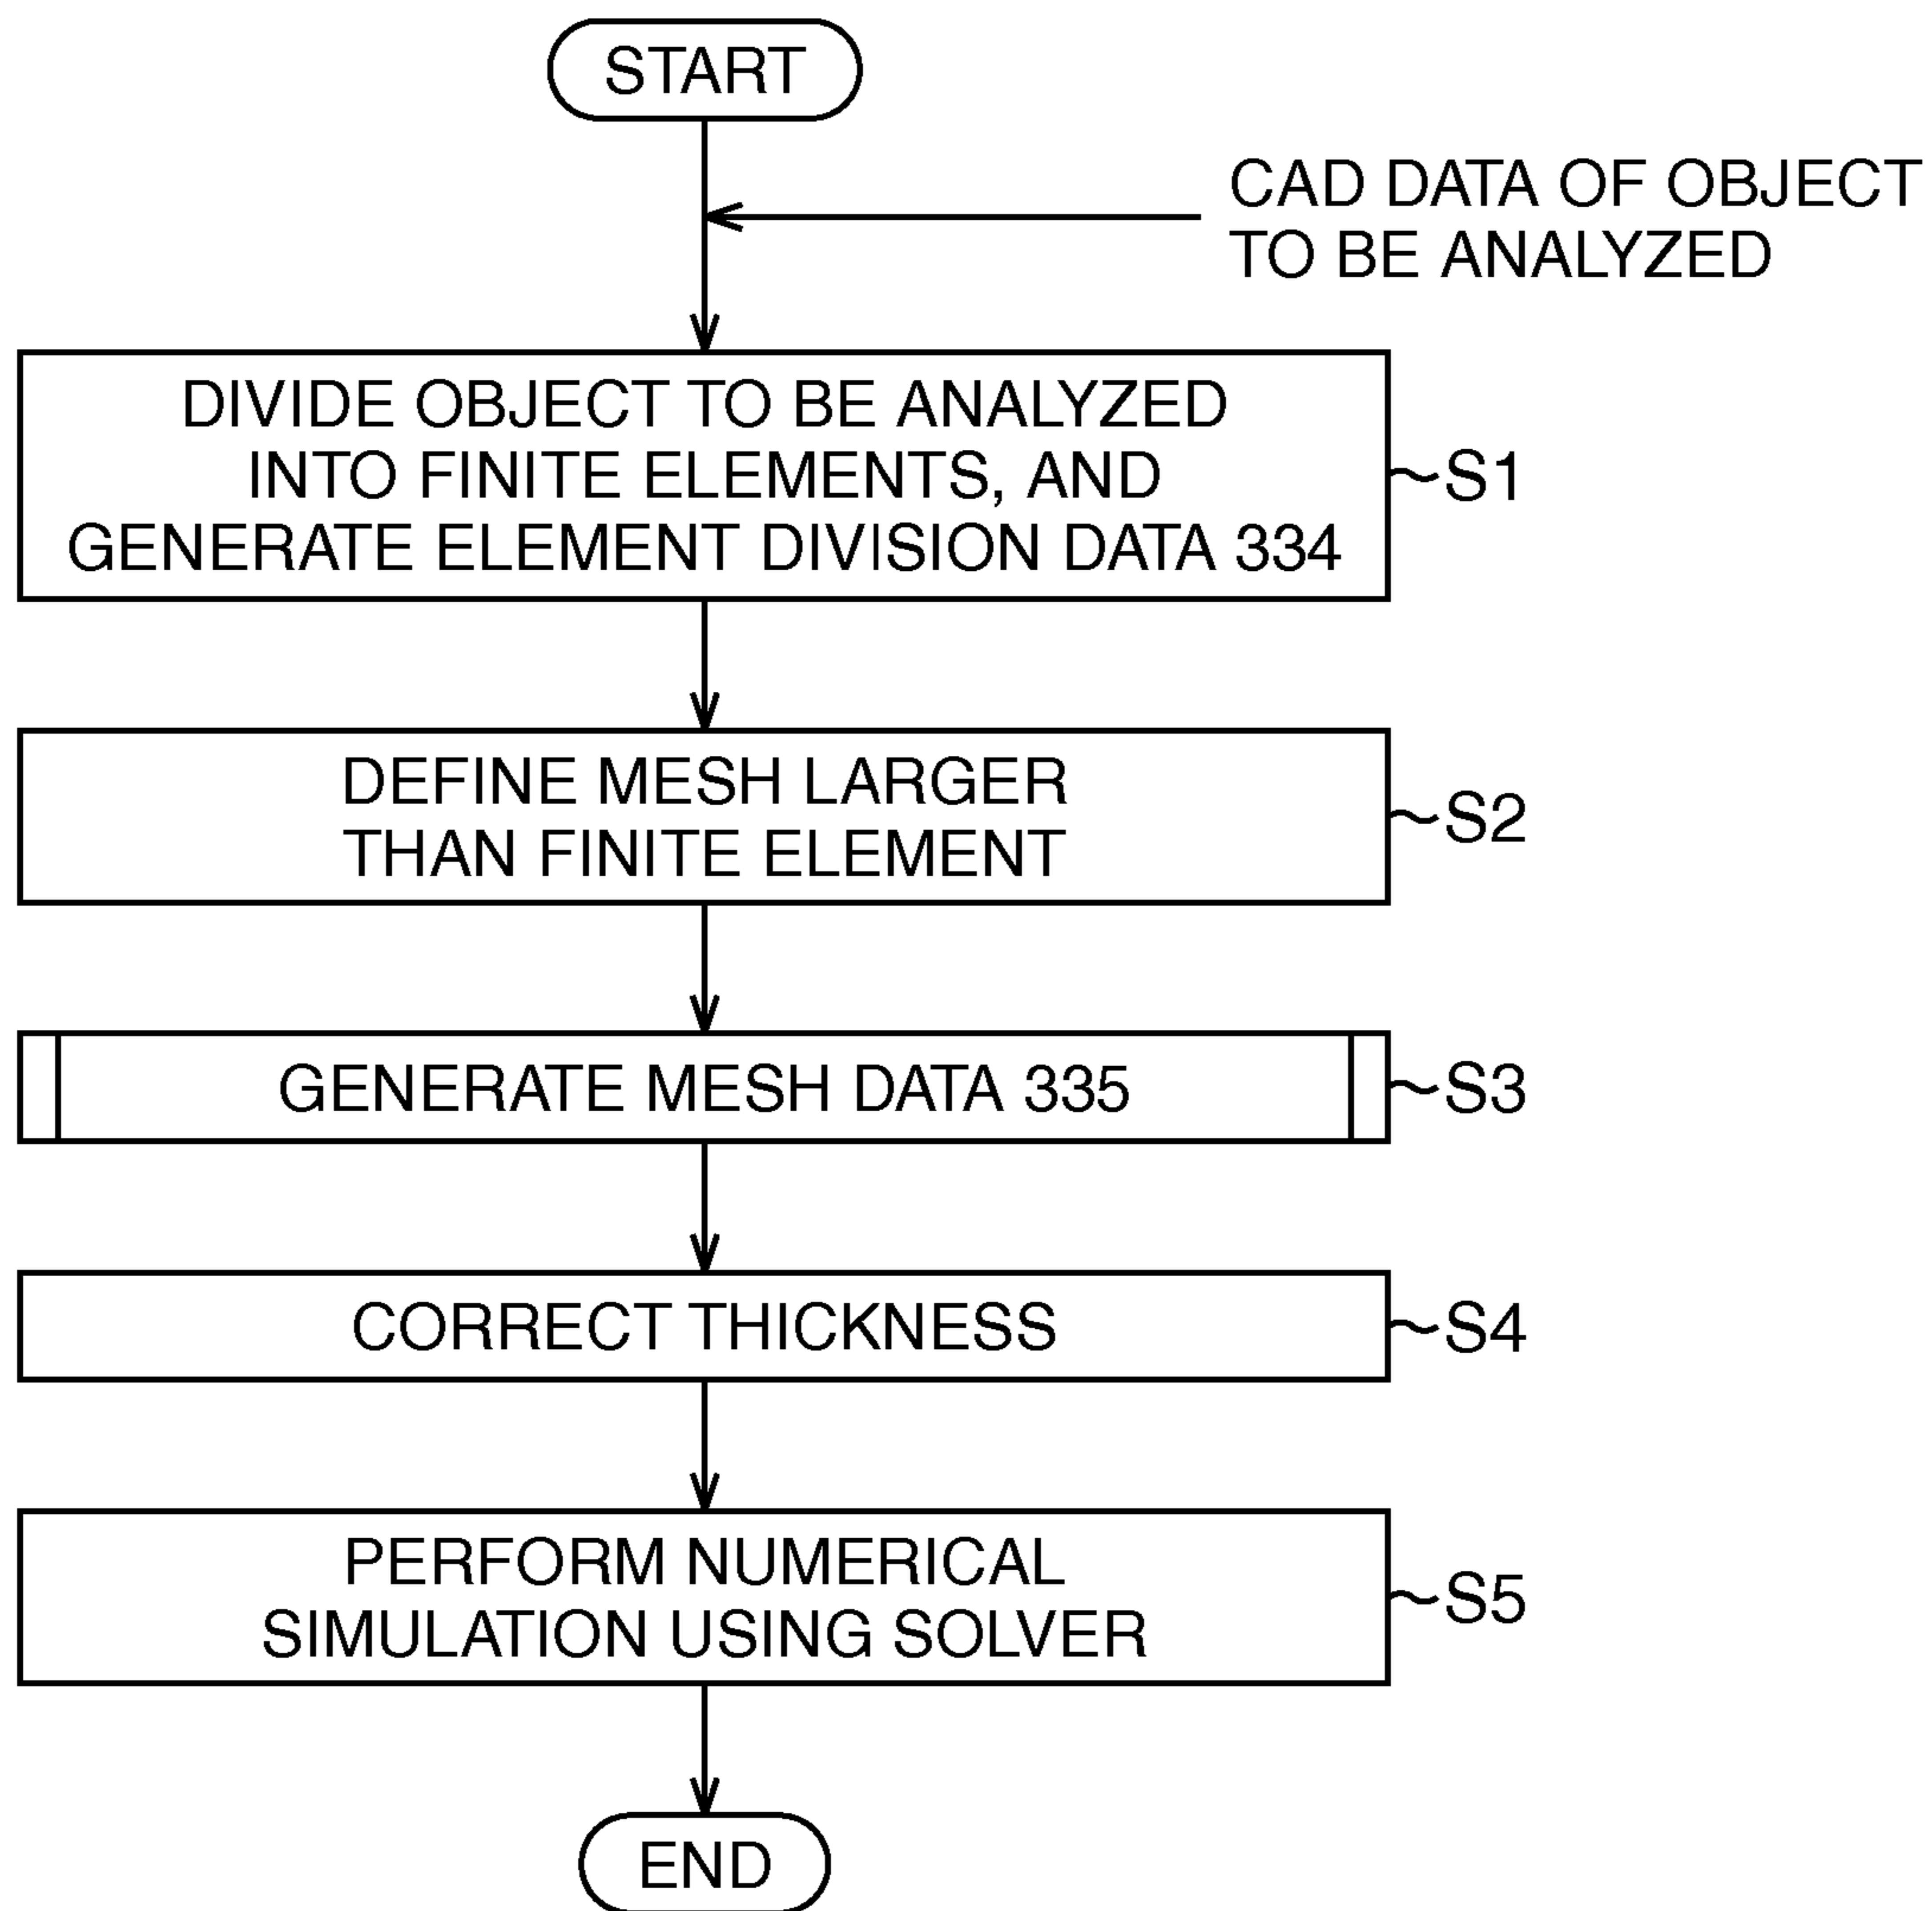 START
CAD DATA OF OBJECT
TO BE ANALYZED
DIVIDE OBJECT TO BE ANALYZED
INTO FINITE ELEMENTS, AND
GENERATE ELEMENT DIVISION DATA 334
S1
DEFINE MESH LARGER
THAN FINITE ELEMENT
S2
GENERATE MESH DATA 335
S3
CORRECT THICKNESS
S4
PERFORM NUMERICAL
SIMULATION USING SOLVER
S5
END